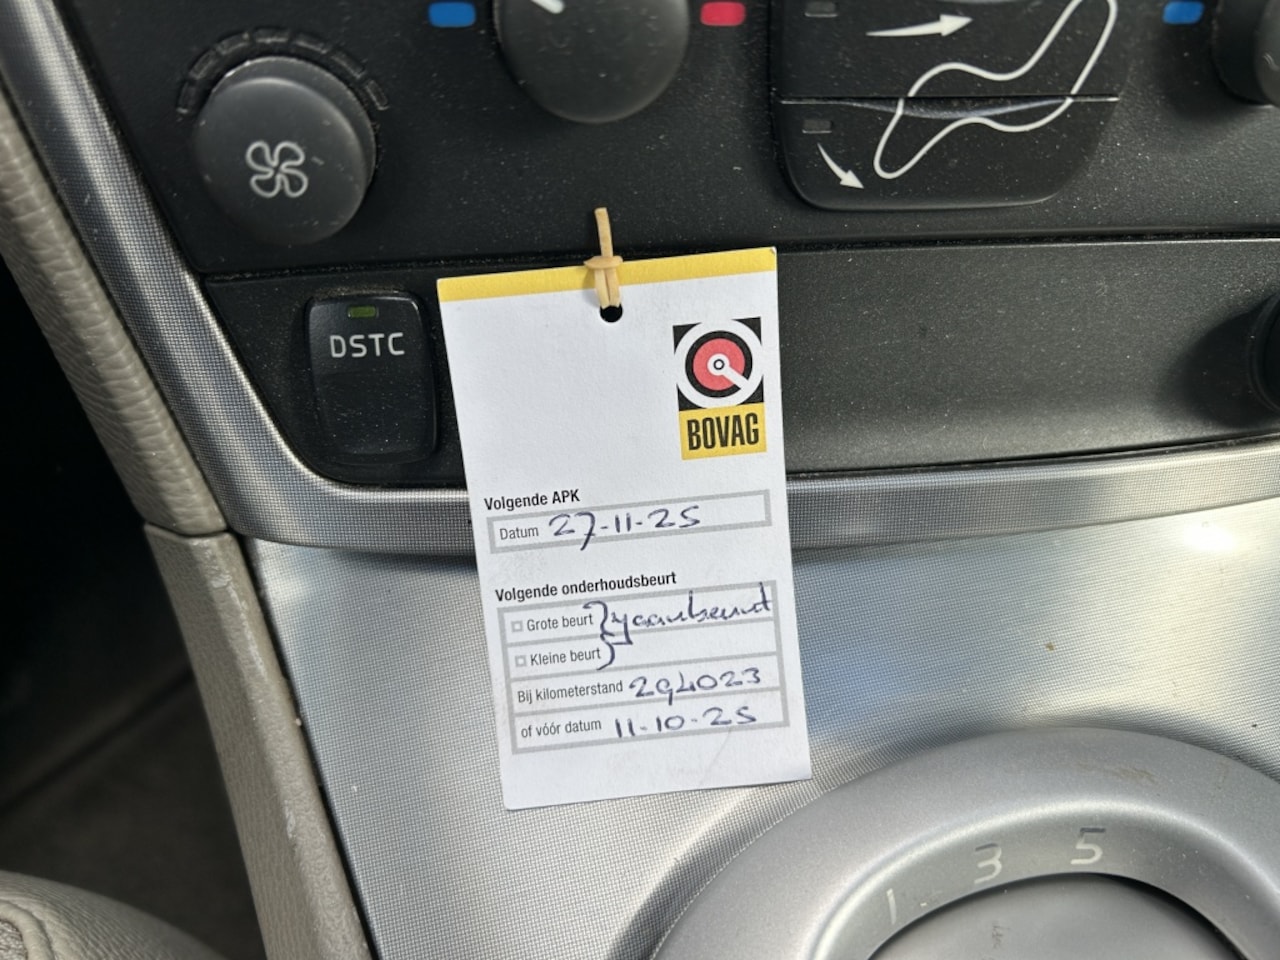 DSTC
BOVAG
Volgende APK
Datum 27-11-25
Volgende onderhoudsbeurt
Grote beurt
Kleine beurt
Bij kilometerstand 294023
of vóór datum 11-10-25
1 3 5